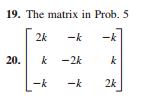 19. The matrix in Prob. 5
20. [2k -k -k
k -2k k
-k -k 2k]